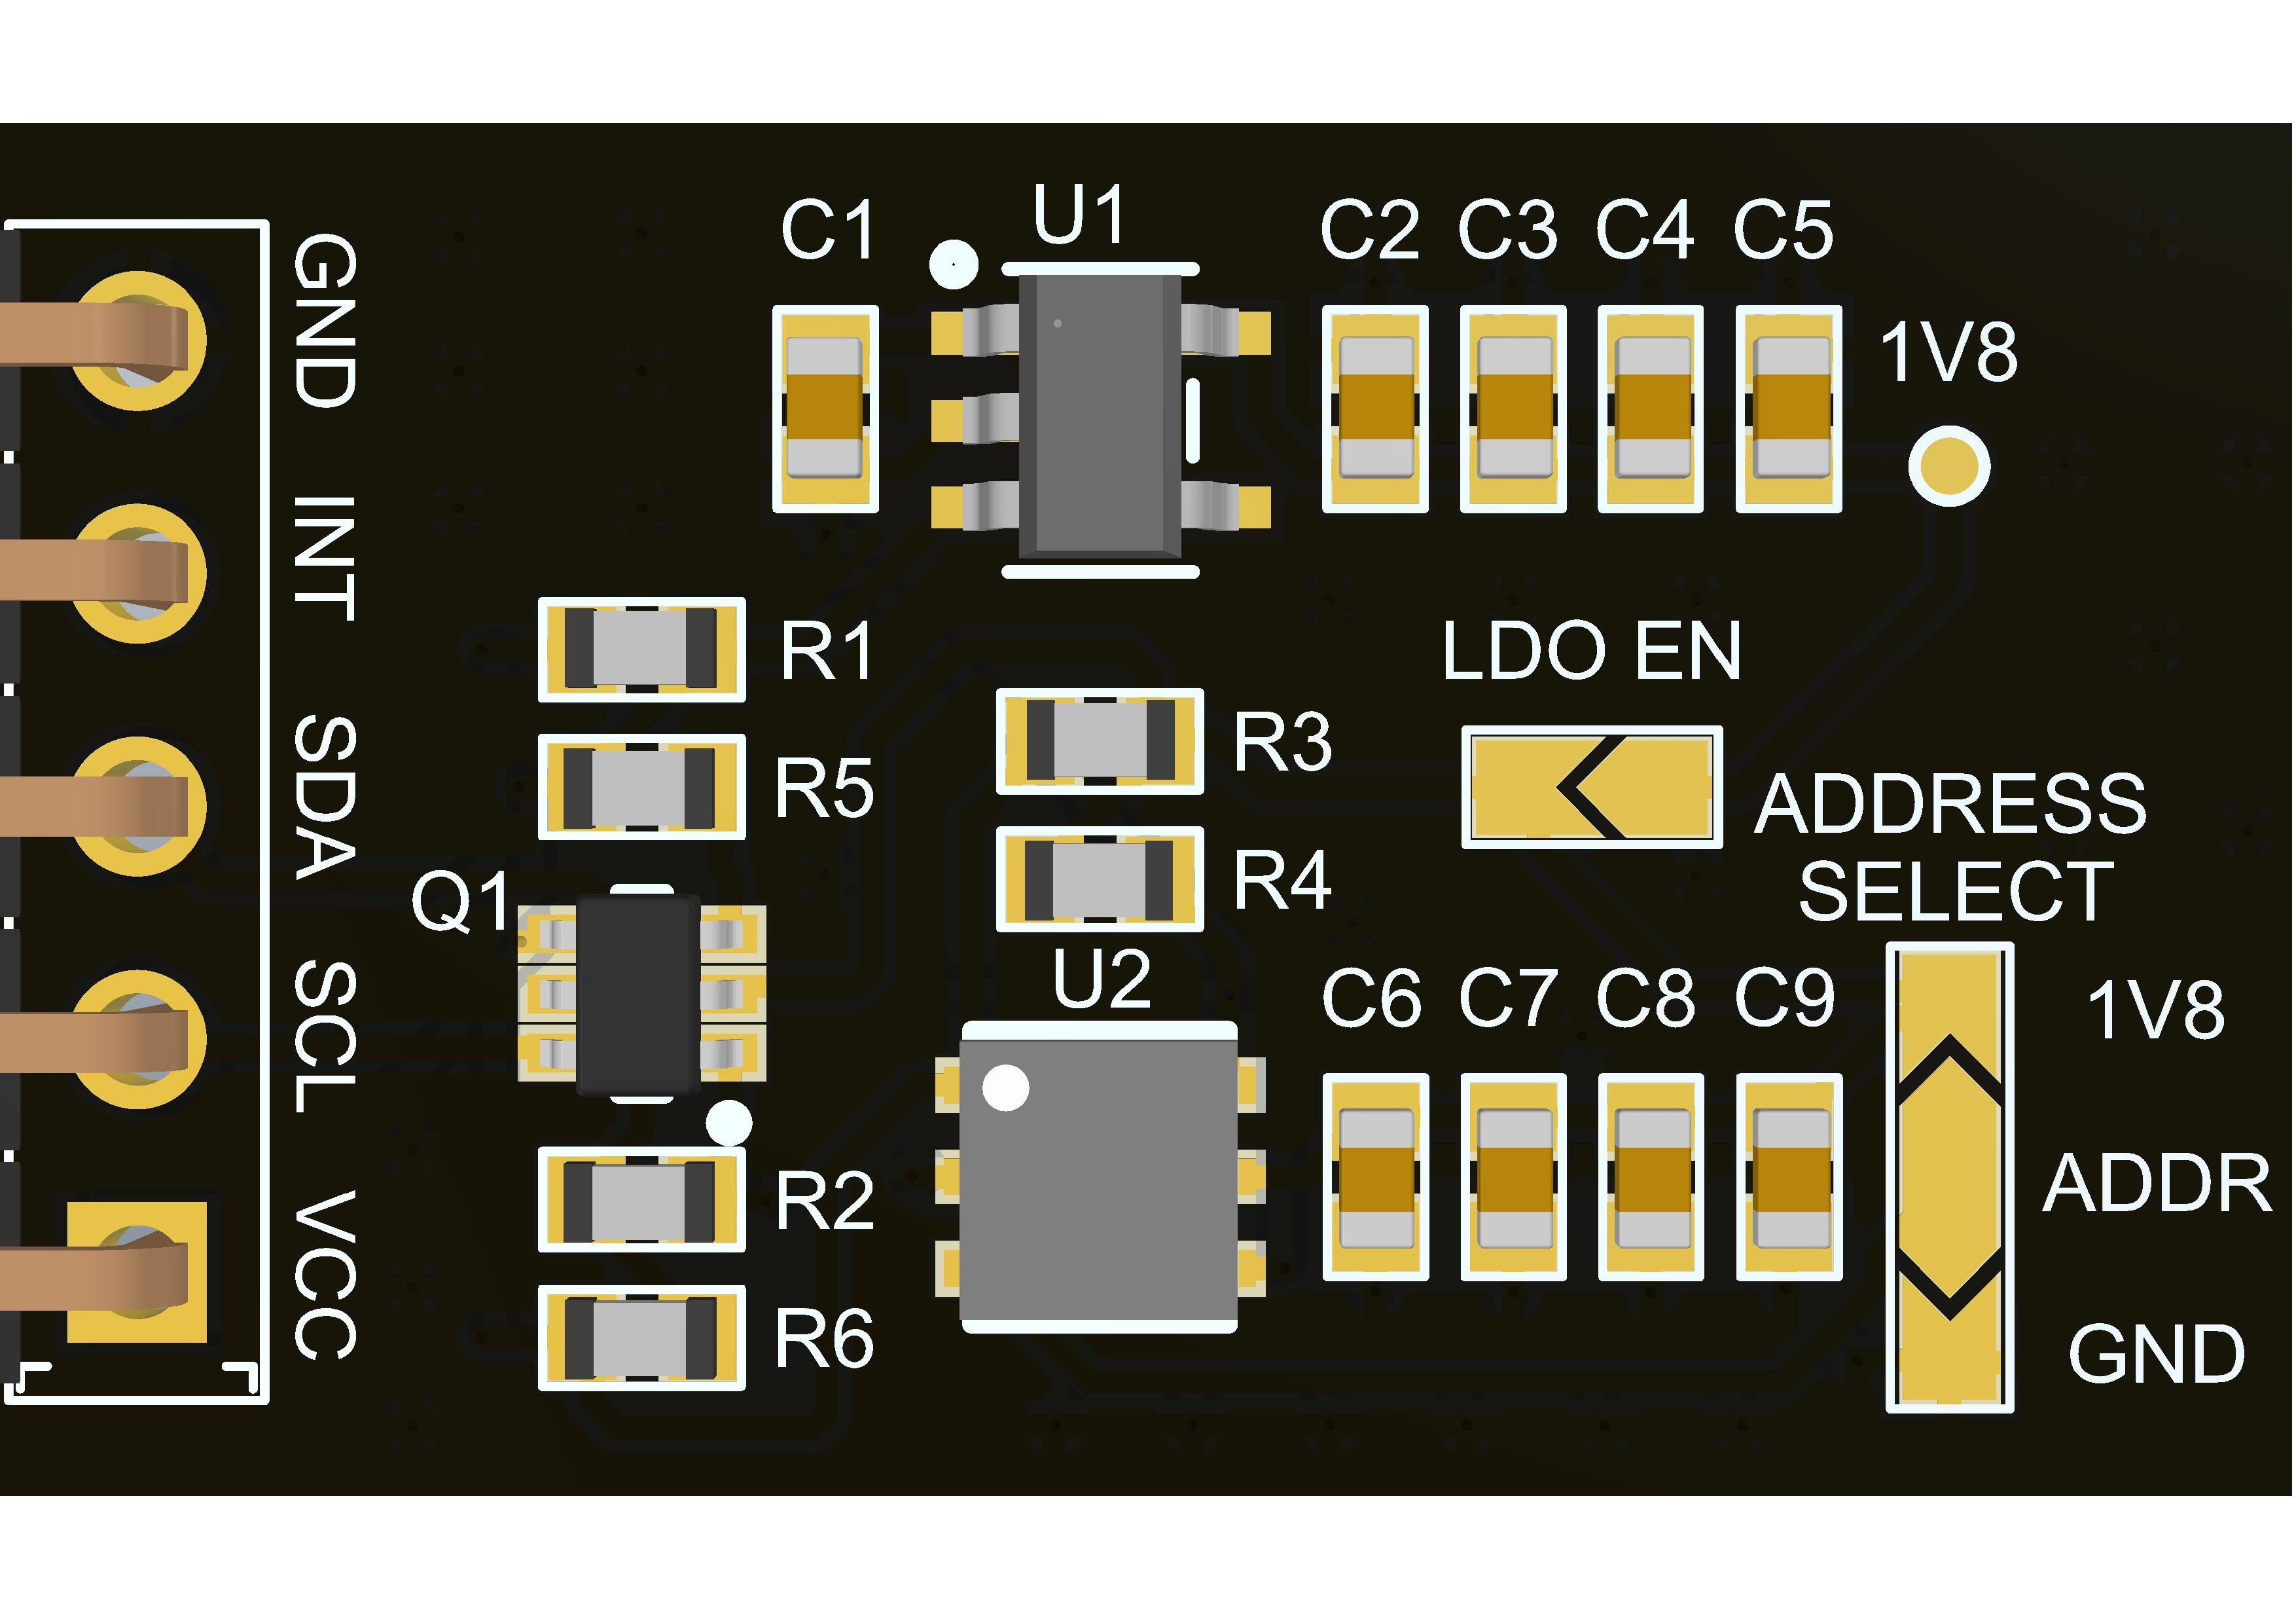 U1
C1
C2 C3 C4 C5
GND
1V8
INT
R1
LDO EN
R3
SDA
R5
ADDRESS
SELECT
R4
Q1
U2
C6 C7 C8 C9
1V8
SCL
R2
ADDR
VCC
R6
GND